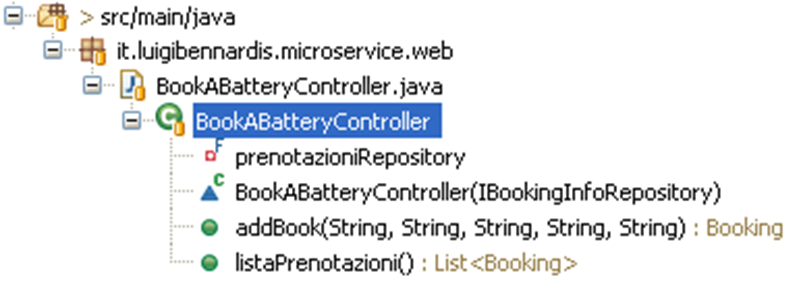 > src/main/java
it.luigibennardis.microservice.web
BookABatteryController.java
BookABatteryController
F prenotazioniRepository
C BookABatteryController(IBookingInfoRepository)
addBook(String, String, String, String, String) : Booking
listaPrenotazioni() : List<Booking>